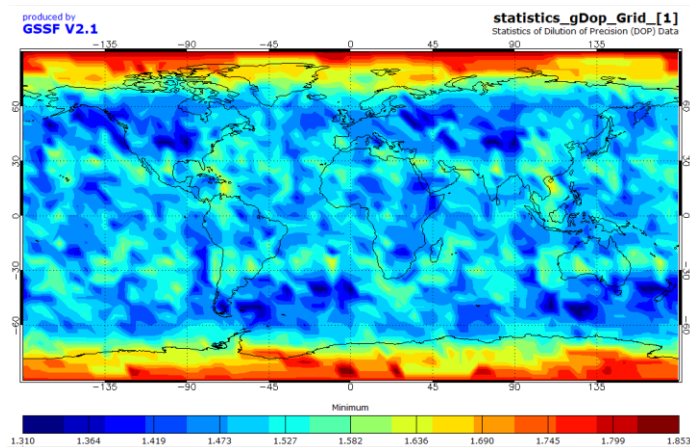 produced by
GSSF V2.1
statistics_gDop_Grid_[1]
Statistics of Dilution of Precision (DOP) Data
−135 −90 −45 0 45 90 135
60 60
30 30
0 0
−30 −30
−60 −60
−135 −90 −45 0 45 90 135
Minimum
1.310 1.364 1.419 1.473 1.527 1.582 1.636 1.690 1.745 1.799 1.853